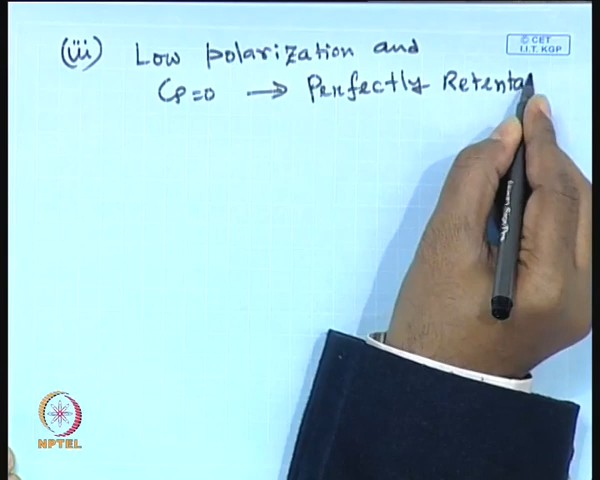 (iii) Low polarization and
© CET
I.I.T. KGP
Cp=0 → Perfectly Retenta
NPTEL